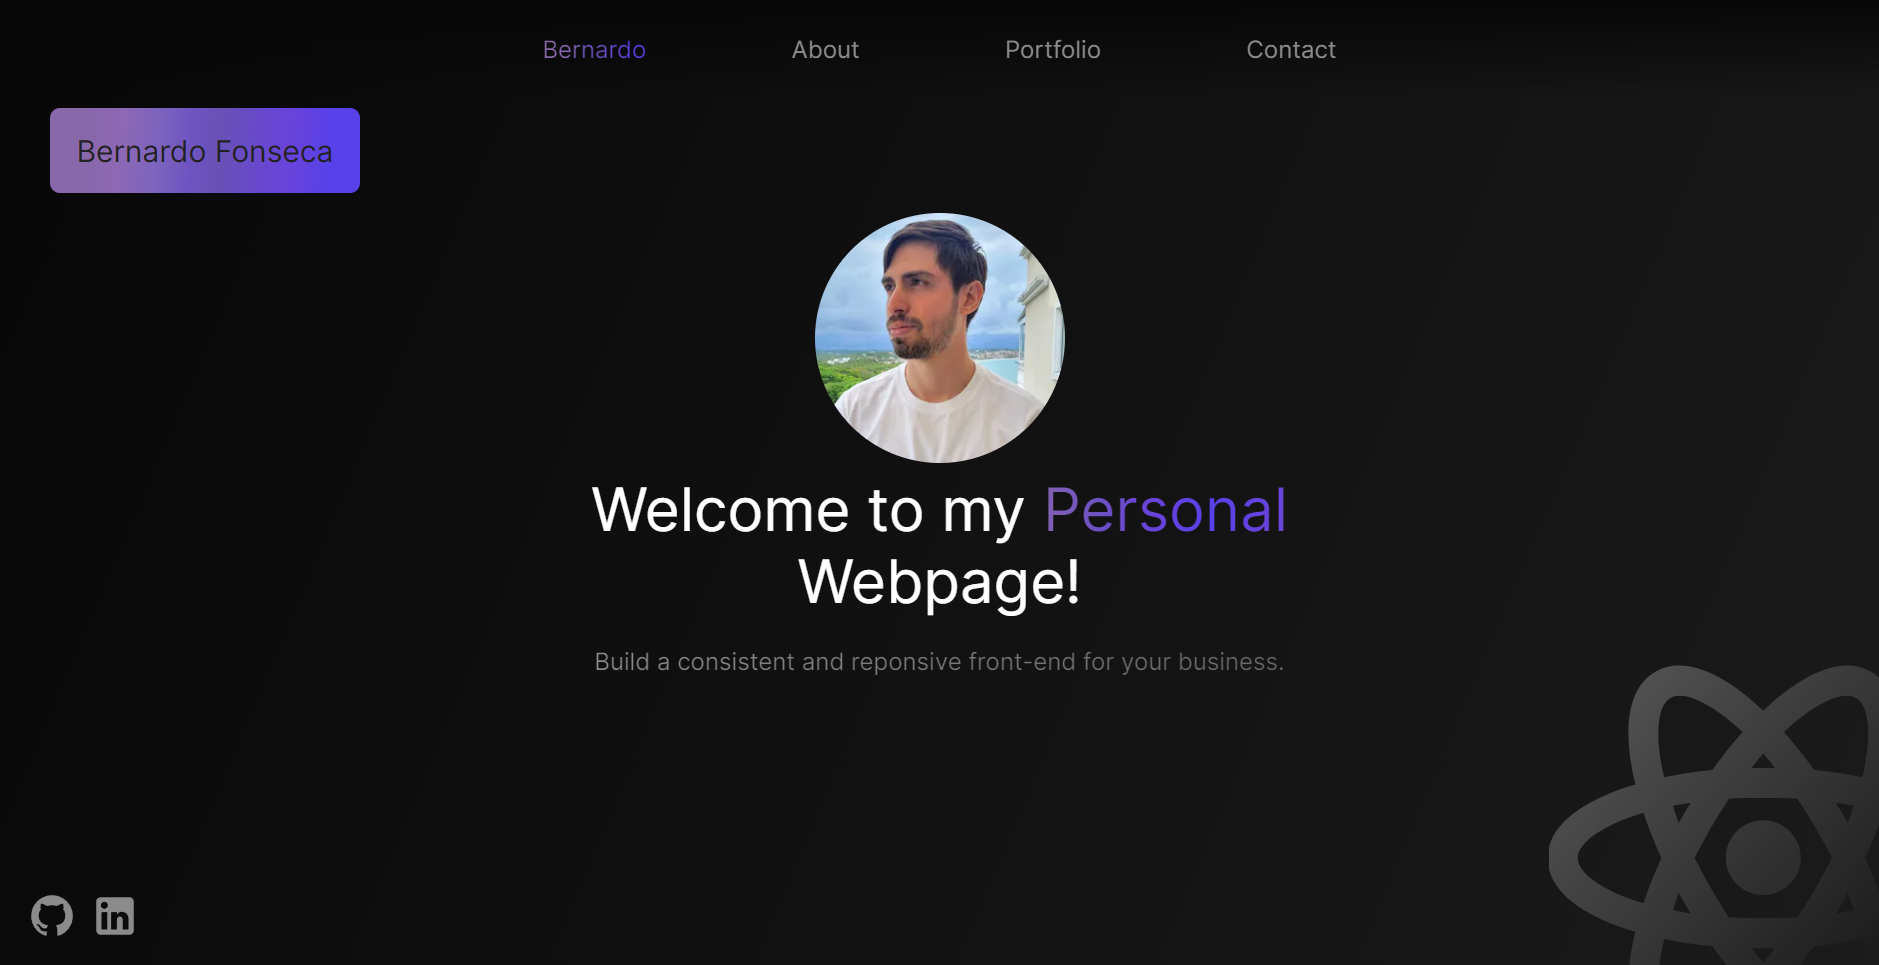 Bernardo
About
Portfolio
Contact
Bernardo Fonseca
Welcome to my Personal
Webpage!
Build a consistent and reponsive front-end for your business.
in